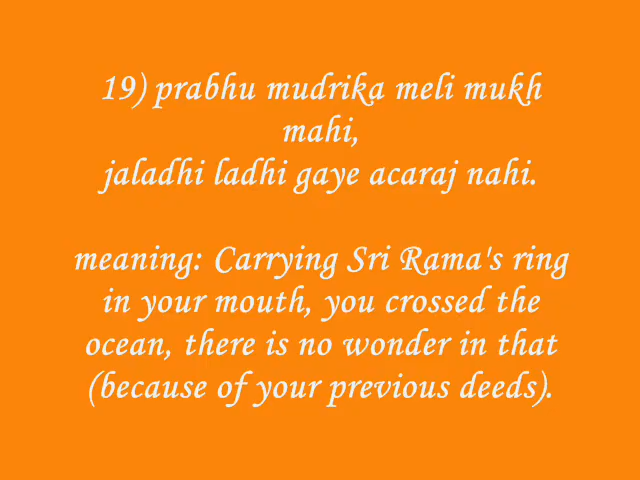 19) prabhu mudrika meli mukh
mahi,
jaladhi ladhi gaye acaraj nahi.
meaning: Carrying Sri Rama's ring
in your mouth, you crossed the
ocean, there is no wonder in that
(because of your previous deeds).